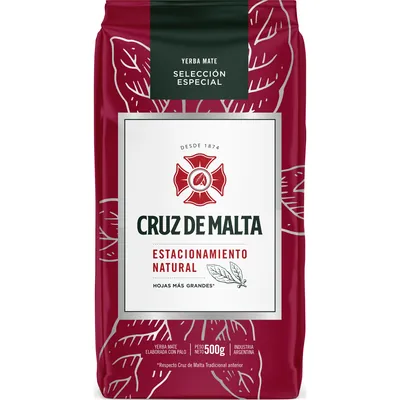 YERBA MATE
SELECCIÓN
ESPECIAL
DESDE 1874
CRUZ DE MALTA
ESTACIONAMIENTO
NATURAL
HOJAS MÁS GRANDES*
YERBA MATE
ELABORADA CON PALO
PESO
NETO 500g
INDUSTRIA
ARGENTINA
*Respecto Cruz de Malta Tradicional anterior